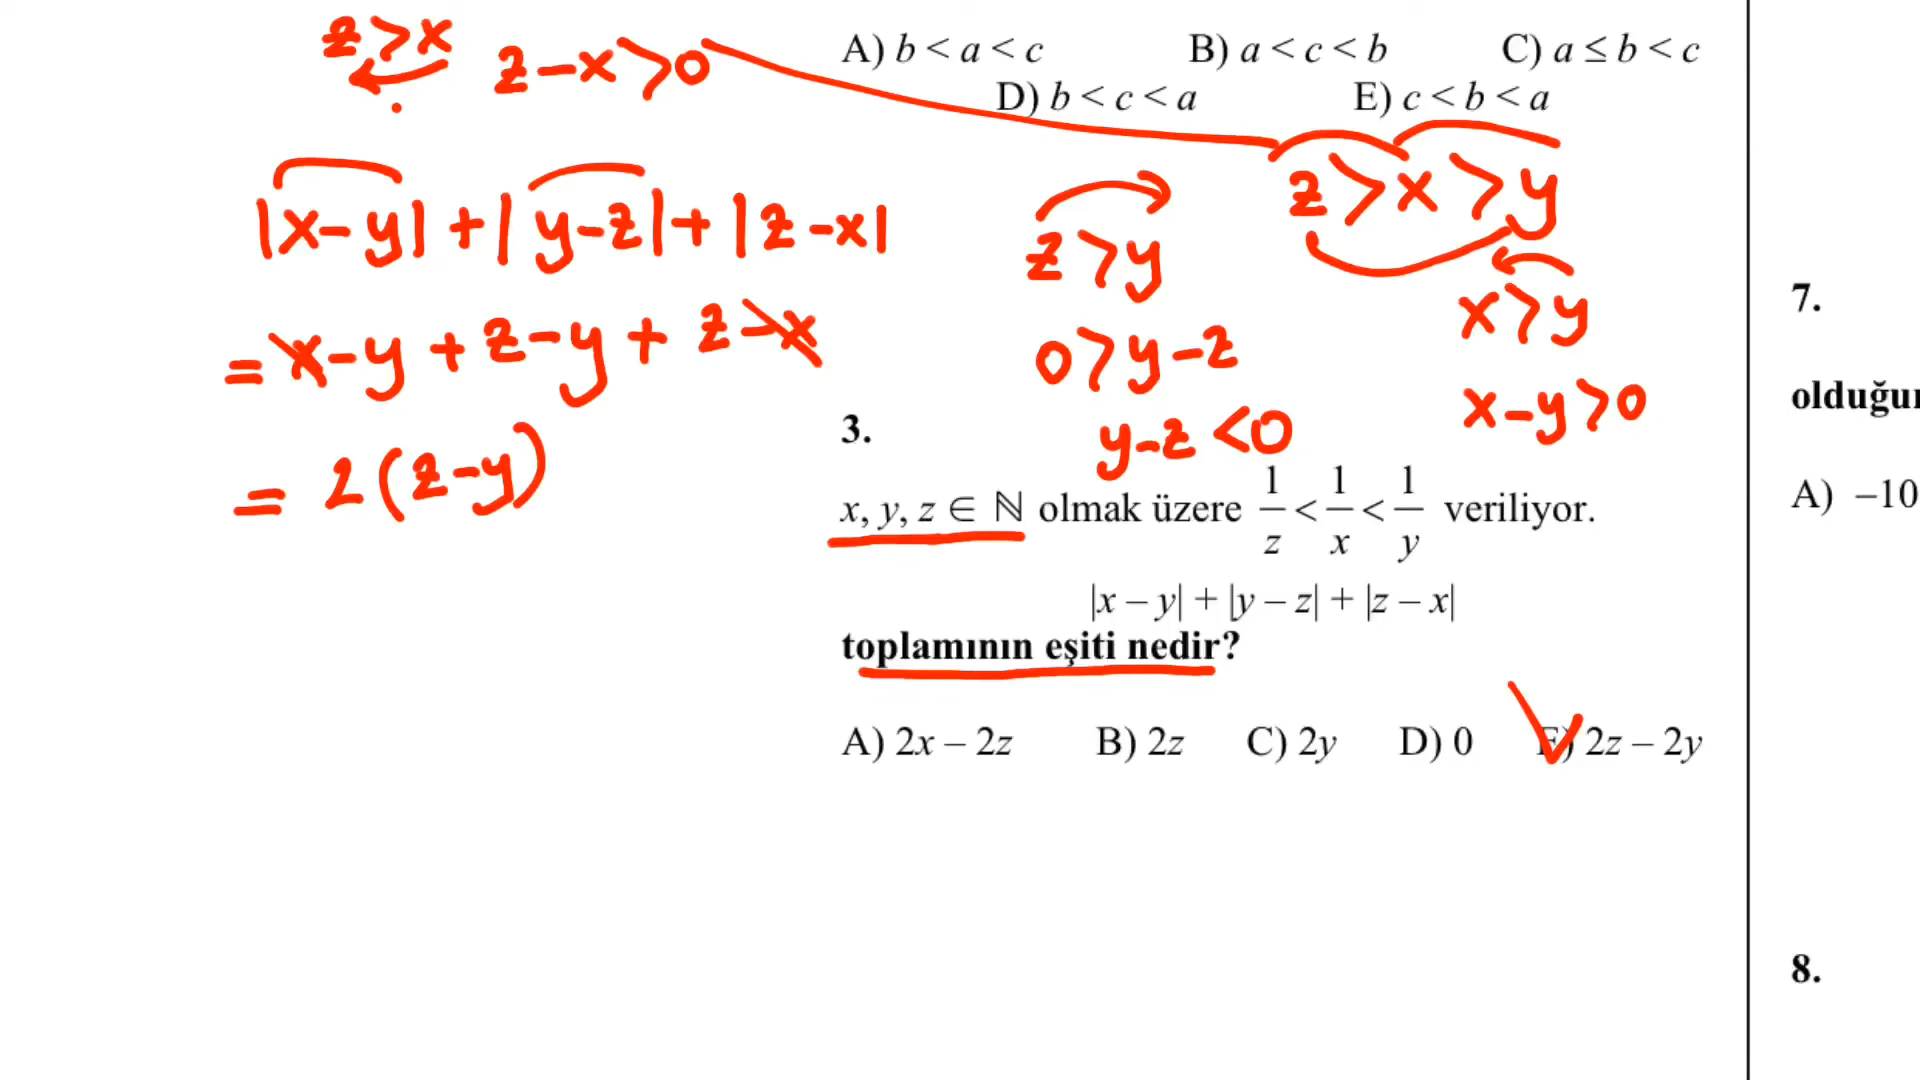 z>x
z-x>0
A) b < a < c B) a < c < b C) a ≤ b < c
D) b < c < a E) c < b < a
|x-y|+|y-z|+|z-x|
= x-y+z-y+z-x
= 2(z-y)
z>x>y
z>y
0>y-z
y-z<0
x>y
x-y>0
3.
x, y, z ∈ ℕ olmak üzere 1/z < 1/x < 1/y veriliyor.
|x – y| + |y – z| + |z – x|
toplamının eşiti nedir?
A) 2x – 2z B) 2z C) 2y D) 0 E) 2z – 2y
7.
A) –10
8.